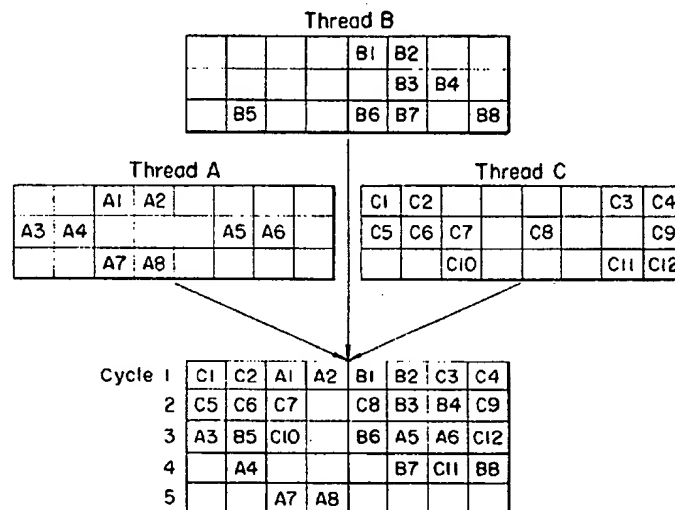 Thread B
B1 B2
B3 B4
B5 B6 B7 B8
Thread A
A1 A2
A3 A4 A5 A6
A7 A8
Thread C
C1 C2 C3 C4
C5 C6 C7 C8 C9
C10 C11 C12
Cycle 1 C1 C2 A1 A2 B1 B2 C3 C4
2 C5 C6 C7 C8 B3 B4 C9
3 A3 B5 C10 B6 A5 A6 C12
4 A4 B7 C11 B8
5 A7 A8